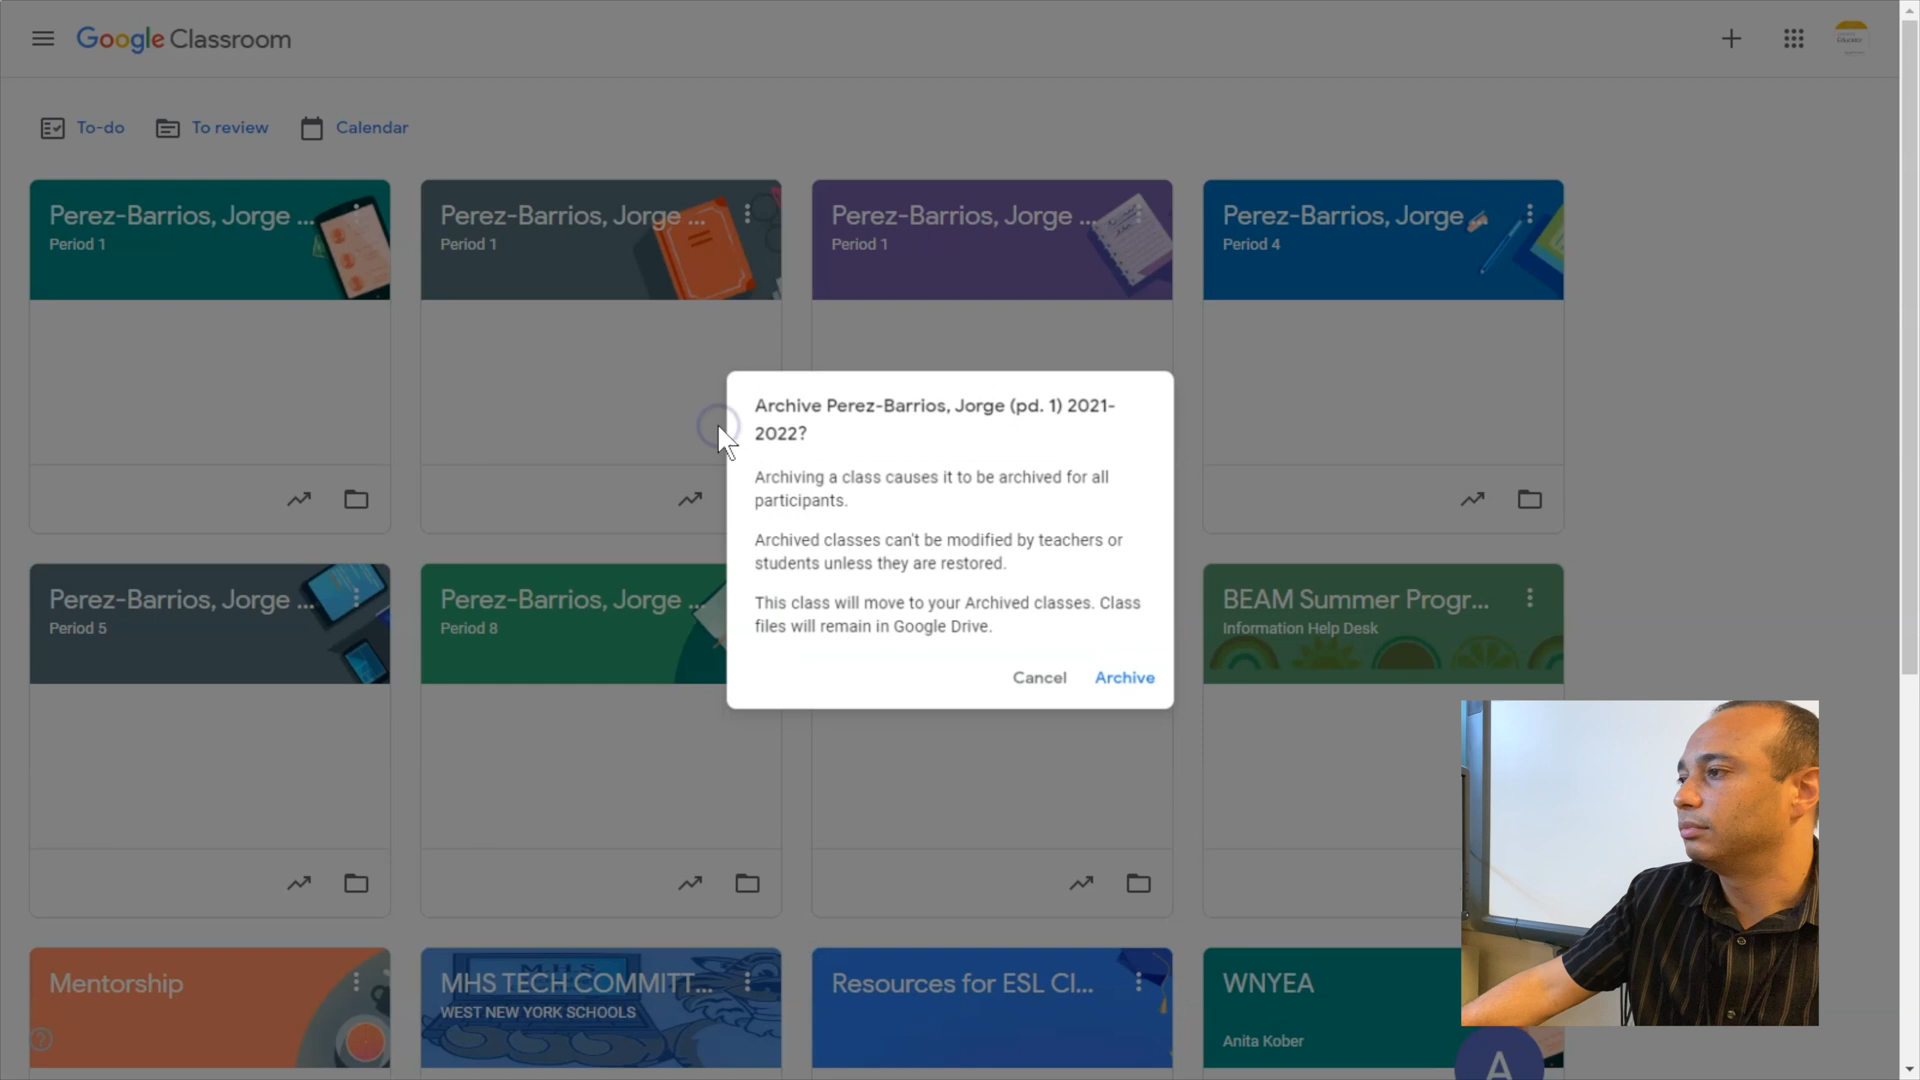 Google Classroom
To-do
To review
Calendar
Perez-Barrios, Jorge ...
Period 1
Perez-Barrios, Jorge ...
Period 1
Perez-Barrios, Jorge ...
Period 1
Perez-Barrios, Jorge
Period 4
Archive Perez-Barrios, Jorge (pd. 1) 2021-
2022?
Archiving a class causes it to be archived for all
participants.
Archived classes can't be modified by teachers or
students unless they are restored.
This class will move to your Archived classes. Class
files will remain in Google Drive.
Cancel
Archive
Perez-Barrios, Jorge ...
Period 5
Perez-Barrios, Jorge ...
Period 8
BEAM Summer Progr...
Information Help Desk
Mentorship
MHS TECH COMMITT...
WEST NEW YORK SCHOOLS
MHS
Resources for ESL Cl...
WNYEA
Anita Kober
A